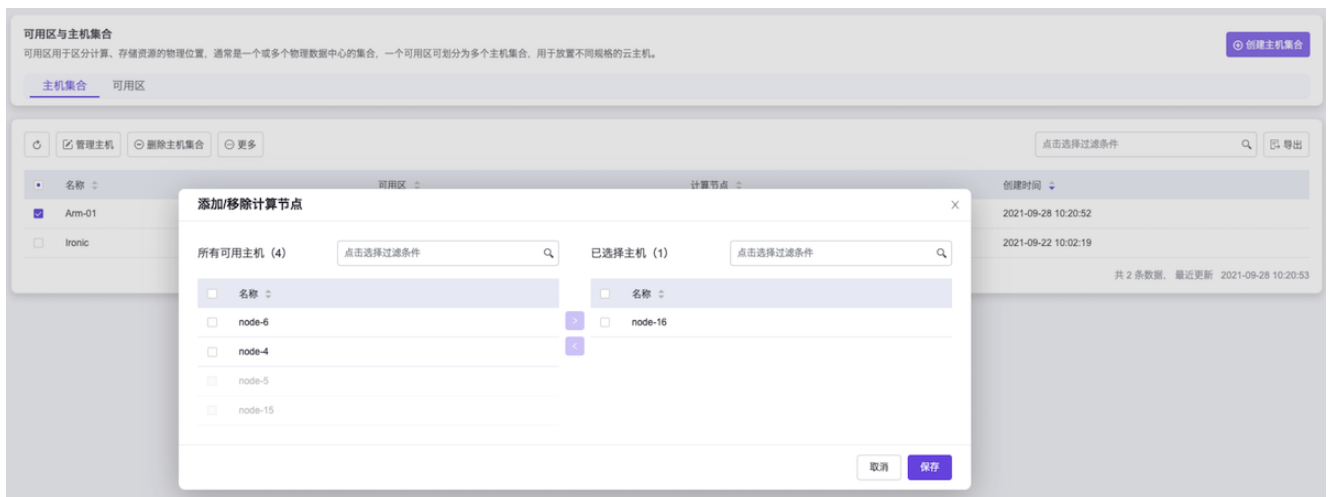 可用区与主机集合
可用区用于区分计算、存储资源的物理位置，通常是一个或多个物理数据中心的集合，一个可用区可划分为多个主机集合，用于放置不同规格的云主机。
创建主机集合
主机集合 可用区
管理主机 删除主机集合 更多 点击选择过滤条件 导出
名称 可用区 计算节点 创建时间
Arm-01 2021-09-28 10:20:52
Ironic 2021-09-22 10:02:19
共 2 条数据， 最近更新 2021-09-28 10:20:53
添加/移除计算节点
所有可用主机（4） 点击选择过滤条件 已选择主机（1） 点击选择过滤条件
名称 名称
node-6 node-16
node-4
node-5
node-15
取消 保存